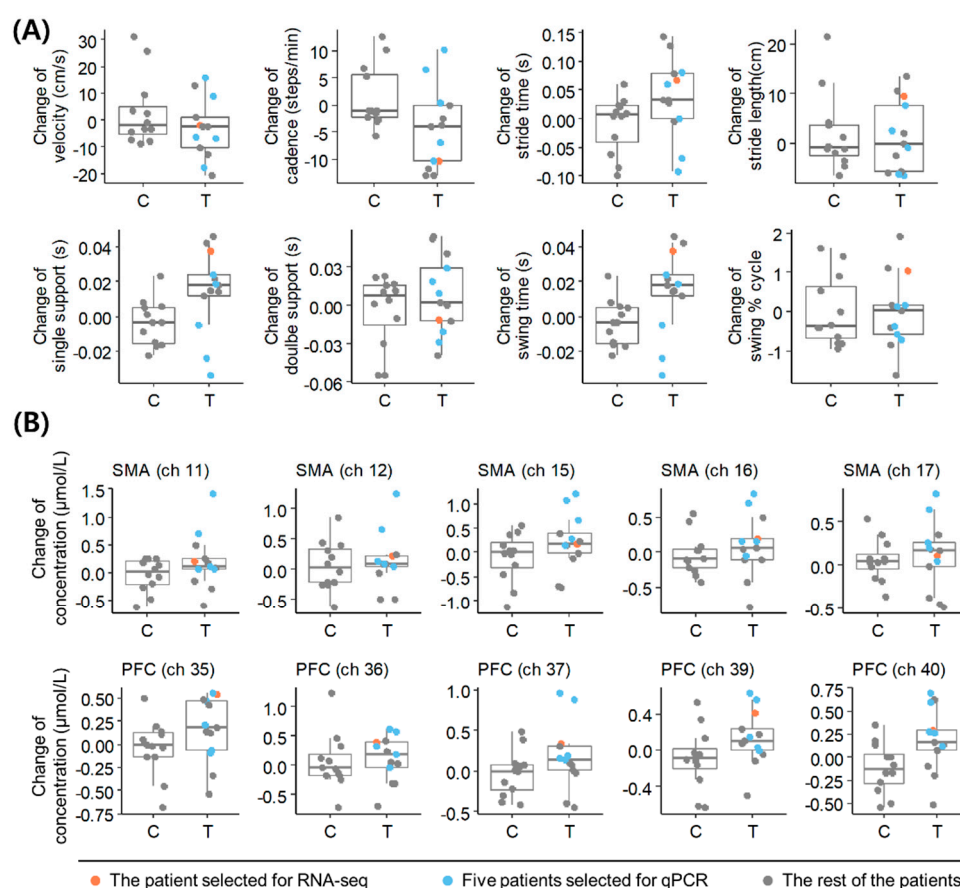 (A)
Change of velocity (cm/s)
30
20
10
0
-10
-20
C T
Change of cadence (steps/min)
10
5
-0
-5
-10
C T
Change of stride time (s)
0.15
0.10
0.05
0.00
-0.05
-0.10
C T
Change of stride length(cm)
20
10
0
C T
Change of single support (s)
0.04
0.02
0.00
-0.02
C T
Change of doulbe support (s)
0.03
0.00
-0.03
-0.06
C T
Change of swing time (s)
0.04
0.02
0.00
-0.02
C T
Change of swing % cycle
2
1
0
-1
C T
(B)
Change of concentration (μmol/L)
SMA (ch 11)
1.5
1.0
0.5
0.0
-0.5
C T
SMA (ch 12)
1.0
0.5
0.0
-0.5
C T
SMA (ch 15)
1.0
0.5
0.0
-0.5
-1.0
C T
SMA (ch 16)
0.5
0.0
-0.5
C T
SMA (ch 17)
0.5
0.0
-0.5
C T
Change of concentration (μmol/L)
PFC (ch 35)
0.50
0.25
0.00
-0.25
-0.50
-0.75
C T
PFC (ch 36)
1.0
0.5
0.0
-0.5
C T
PFC (ch 37)
1.0
0.5
0.0
-0.5
C T
PFC (ch 39)
0.4
0.0
-0.4
C T
PFC (ch 40)
0.75
0.50
0.25
0.00
-0.25
-0.50
C T
The patient selected for RNA-seq Five patients selected for qPCR The rest of the patients